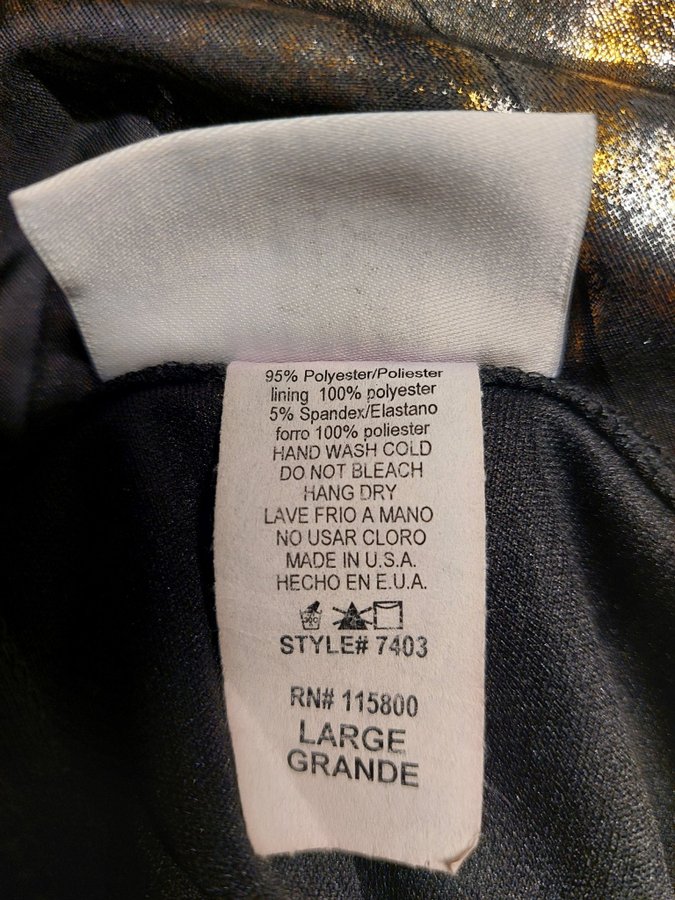 95% Polyester/Poliester
lining 100% polyester
5% Spandex/Elastano
forro 100% poliester
HAND WASH COLD
DO NOT BLEACH
HANG DRY
LAVE FRIO A MANO
NO USAR CLORO
MADE IN U.S.A.
HECHO EN E.U.A.
STYLE# 7403
RN# 115800
LARGE
GRANDE